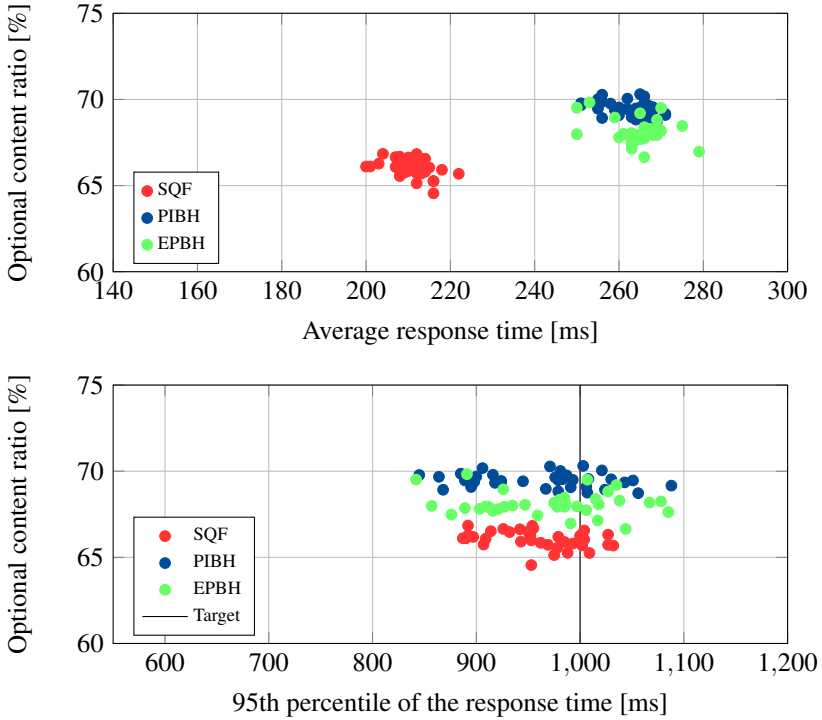 Optional content ratio [%]
75
70
65
60
SQF
PIBH
EPBH
140 160 180 200 220 240 260 280 300
Average response time [ms]
Optional content ratio [%]
75
70
65
60
SQF
PIBH
EPBH
Target
600 700 800 900 1,000 1,100 1,200
95th percentile of the response time [ms]